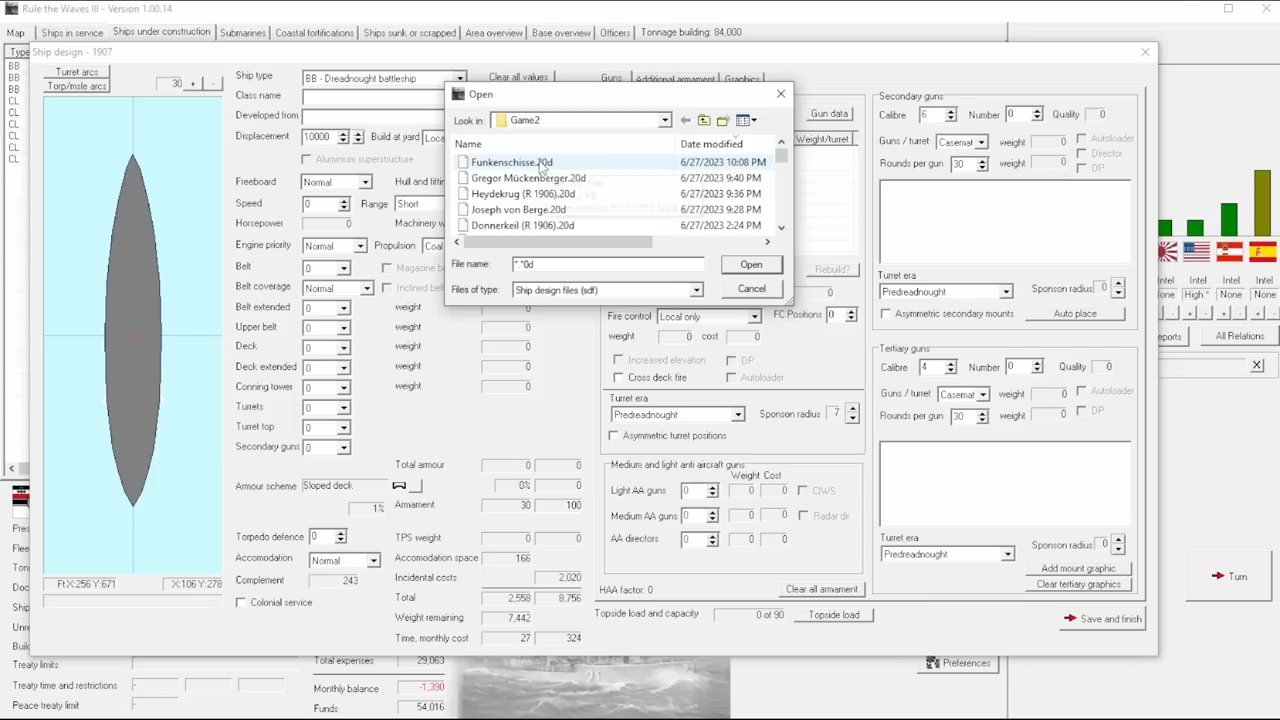 Rule the Waves III - Version 1.00.14
Map Ships in service Ships under construction Submarines Coastal fortifications Ships sunk or scrapped Area overview Base overview Officers Tonnage building: 84,000
Type Ship design - 1907
BB
BB
BB
CL
CL
CL
CL
CL
CL
CL
Turret arcs
Torp/msle arcs
30 + -
Ft X:256 Y:671 X:106 Y:278
Ship type BB - Dreadnought battleship Clear all values
Class name
Developed from
Displacement 10000 Build at yard
Aluminium superstructure
Freeboard Normal
Speed 0 Range Short
Horsepower 0
Engine priority Normal Propulsion
Belt 0
Belt coverage Normal
Belt extended 0 weight 0
Upper belt 0 weight 0
Deck 0 weight 0
Deck extended 0 weight 0
Conning tower 0 weight 0
Turrets 0
Turret top 0
Secondary guns 0
Total armour 0 0
Armour scheme Sloped deck 0% 0
1% Armament 30 100
Torpedo defence 0 TPS weight 0 0
Accomodation Normal Accomodation space 166
Complement 243 Incidental costs 2,020
Colonial service Total 2,558 8,756
Weight remaining 7,442
Time, monthly cost 27 324
Guns Additional armament Graphics
Open
Look in: Game2
Name Date modified
Funkenschisse.?0d 6/27/2023 10:08 PM
Gregor Mückenberger.20d 6/27/2023 9:40 PM
Heydekrug (R 1906).20d 6/27/2023 9:36 PM
Joseph von Berge.20d 6/27/2023 9:28 PM
Donnerkeil (R 1906).20d 6/27/2023 2:24 PM
File name: *.*0d Open
Files of type: Ship design files (sdf) Cancel
Gun data
Weight/turret
Rebuild?
0
Fire control Local only FC Positions 0
weight 0 cost 0
Increased elevation DP
Cross deck fire Autoloader
Turret era
Predreadnought Sponson radius 7
Asymmetric turret positions
Medium and light anti aircraft guns
Weight Cost
Light AA guns 0 0 0 CIWS
Medium AA guns 0 0 0 Radar dir
AA directors 0 0 0
HAA factor: 0 Clear all armament
Topside load and capacity 0 of 90 Topside load
Secondary guns
Calibre 6 Number 0 Quality 0
Guns / turret Casemat weight 0 Autoloader
Director
Rounds per gun 30 weight 0 DP
Turret era
Predreadnought Sponson radius 0
Asymmetric secondary mounts Auto place
Tertiary guns
Calibre 4 Number 0 Quality 0
Guns / turret Casemat weight 0 Autoloader
Rounds per gun 30 weight 0 DP
Turret era
Predreadnought Sponson radius 0
Add mount graphic
Clear tertiary graphics
Save and finish
Intel Intel Intel
High* None None
All Relations
X
Turn
Preferences
Treaty limits
Treaty time and restrictions
Peace treaty limit
Total expenses 29,063
Monthly balance -1,390
Funds 54,016